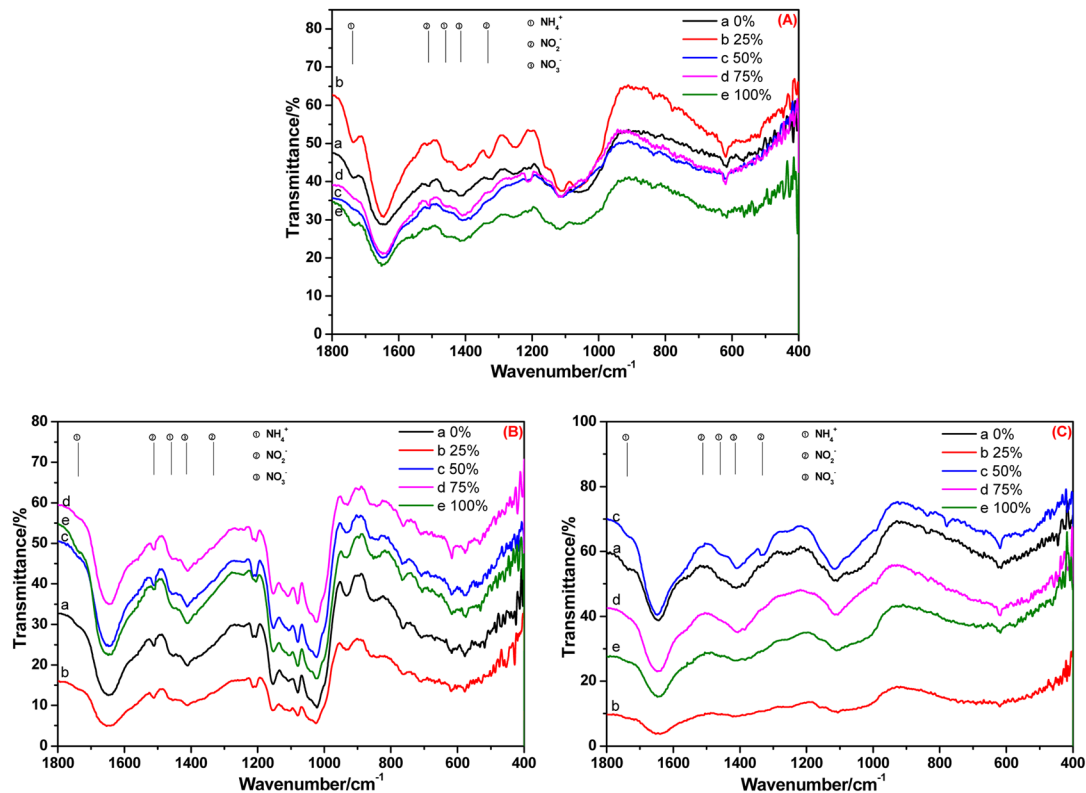 (A)
① ② ① ③ ②
① NH4+
② NO2-
③ NO3-
a 0%
b 25%
c 50%
d 75%
e 100%
85
80
70
60
50
40
30
20
10
0
b
a
d
c
e
Transmittance/%
1800 1600 1400 1200 1000 800 600 400
Wavenumber/cm-1
(B)
① ② ① ③ ②
① NH4+
② NO2-
③ NO3-
a 0%
b 25%
c 50%
d 75%
e 100%
80
70
60
50
40
30
20
10
0
d
e
c
a
b
Transmittance/%
1800 1600 1400 1200 1000 800 600 400
Wavenumber/cm-1
(C)
① ② ① ③ ②
① NH4+
② NO2-
③ NO3-
a 0%
b 25%
c 50%
d 75%
e 100%
100
80
60
40
20
0
c
a
d
e
b
Transmittance/%
1800 1600 1400 1200 1000 800 600 400
Wavenumber/cm-1